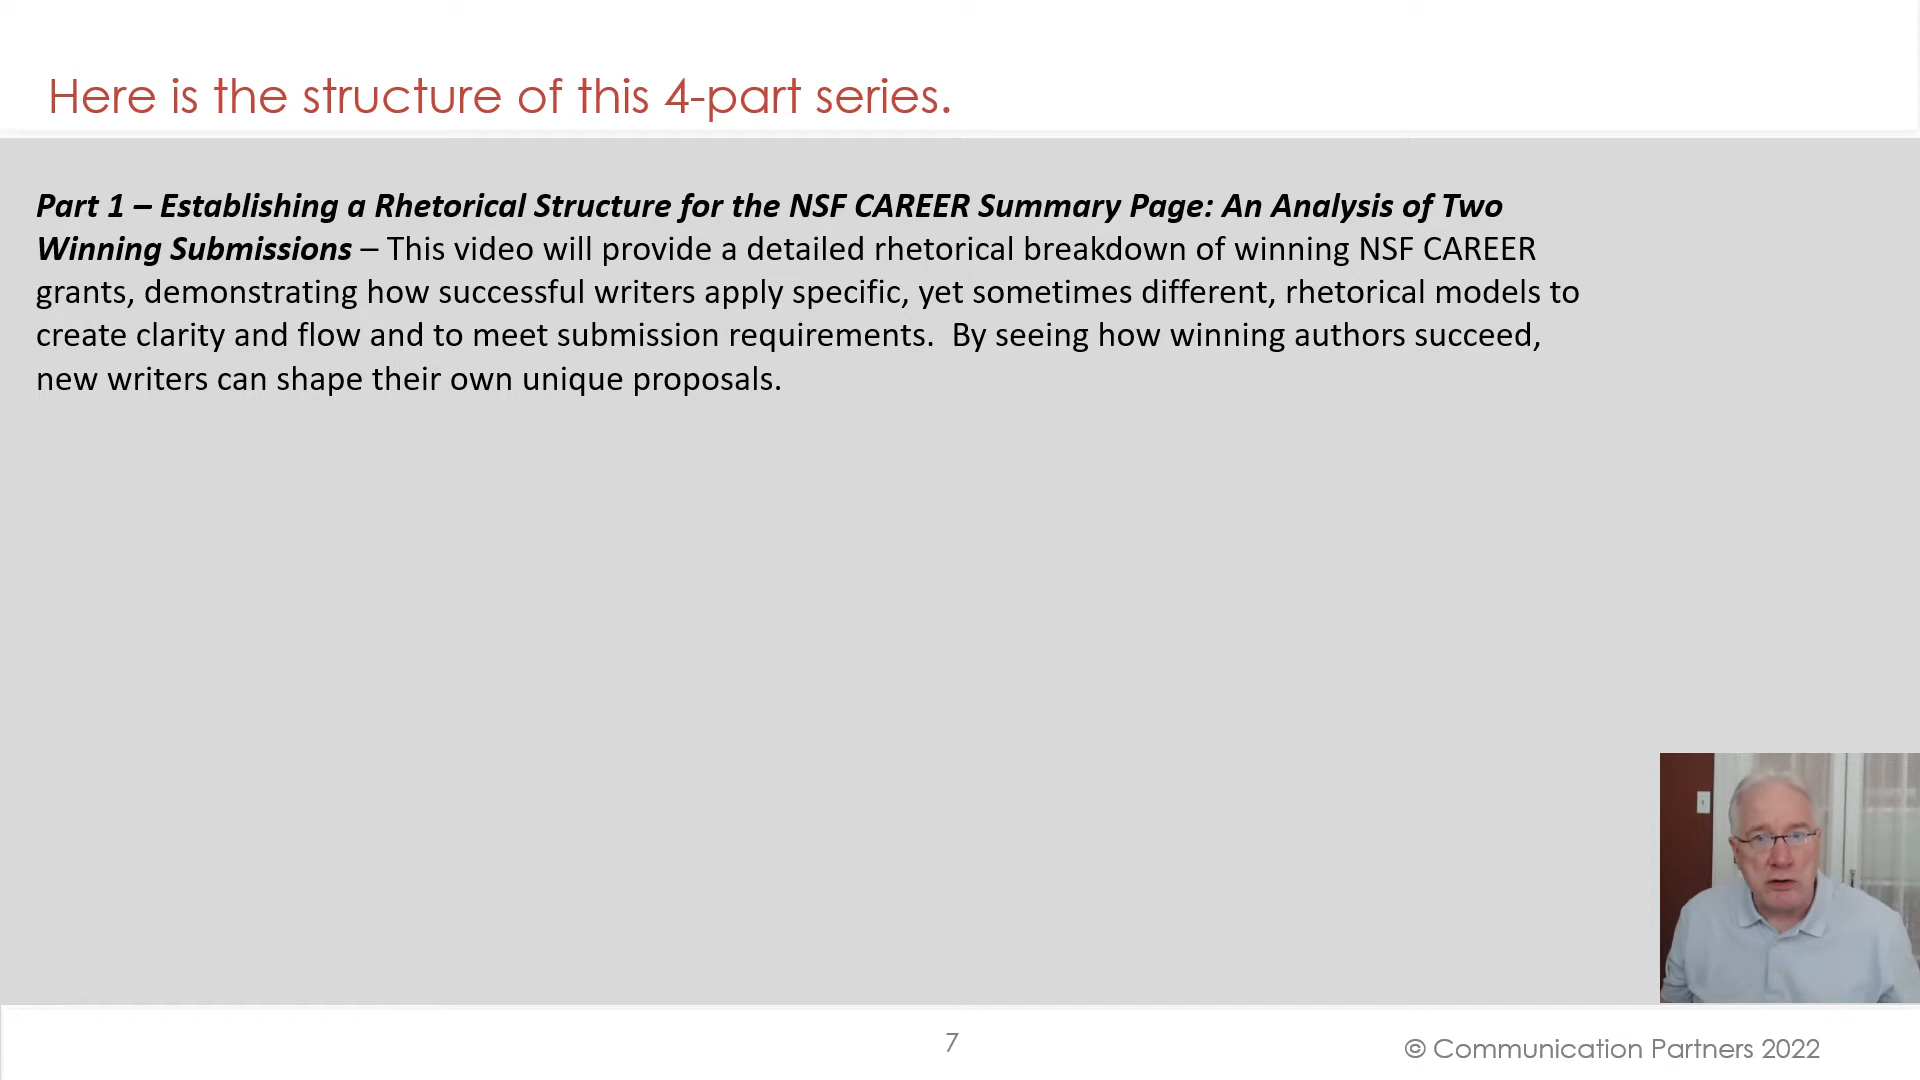 Here is the structure of this 4-part series.
Part 1 – Establishing a Rhetorical Structure for the NSF CAREER Summary Page: An Analysis of Two
Winning Submissions – This video will provide a detailed rhetorical breakdown of winning NSF CAREER
grants, demonstrating how successful writers apply specific, yet sometimes different, rhetorical models to
create clarity and flow and to meet submission requirements.  By seeing how winning authors succeed,
new writers can shape their own unique proposals.
7
© Communication Partners 2022